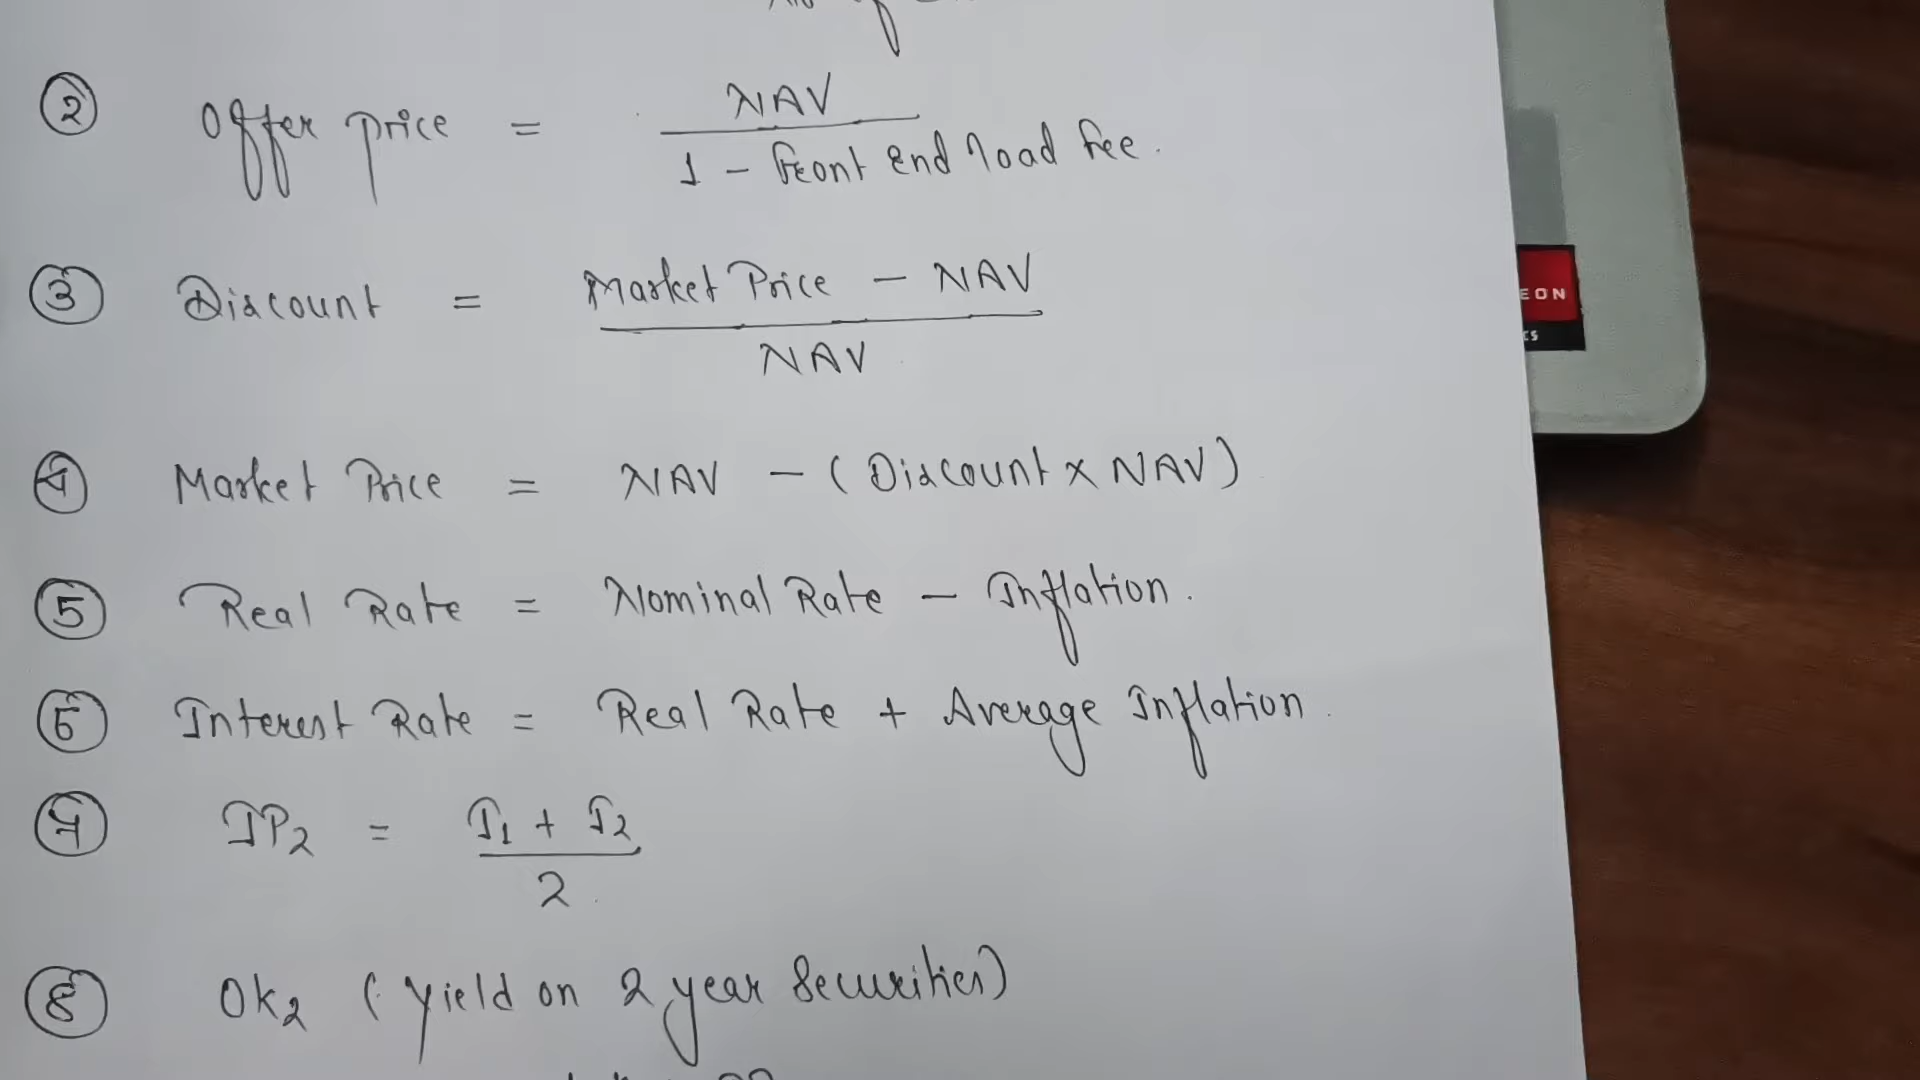 ② Offer price = NAV / 1 - Front end load fee.
③ Discount = Market Price - NAV / NAV
④ Market Price = NAV - (Discount x NAV)
⑤ Real Rate = Nominal Rate - Inflation.
⑥ Interest Rate = Real Rate + Average Inflation.
⑦ IP₂ = I₁ + I₂ / 2
⑧ OK₂ (Yield on 2 year Securities)
EON
CS